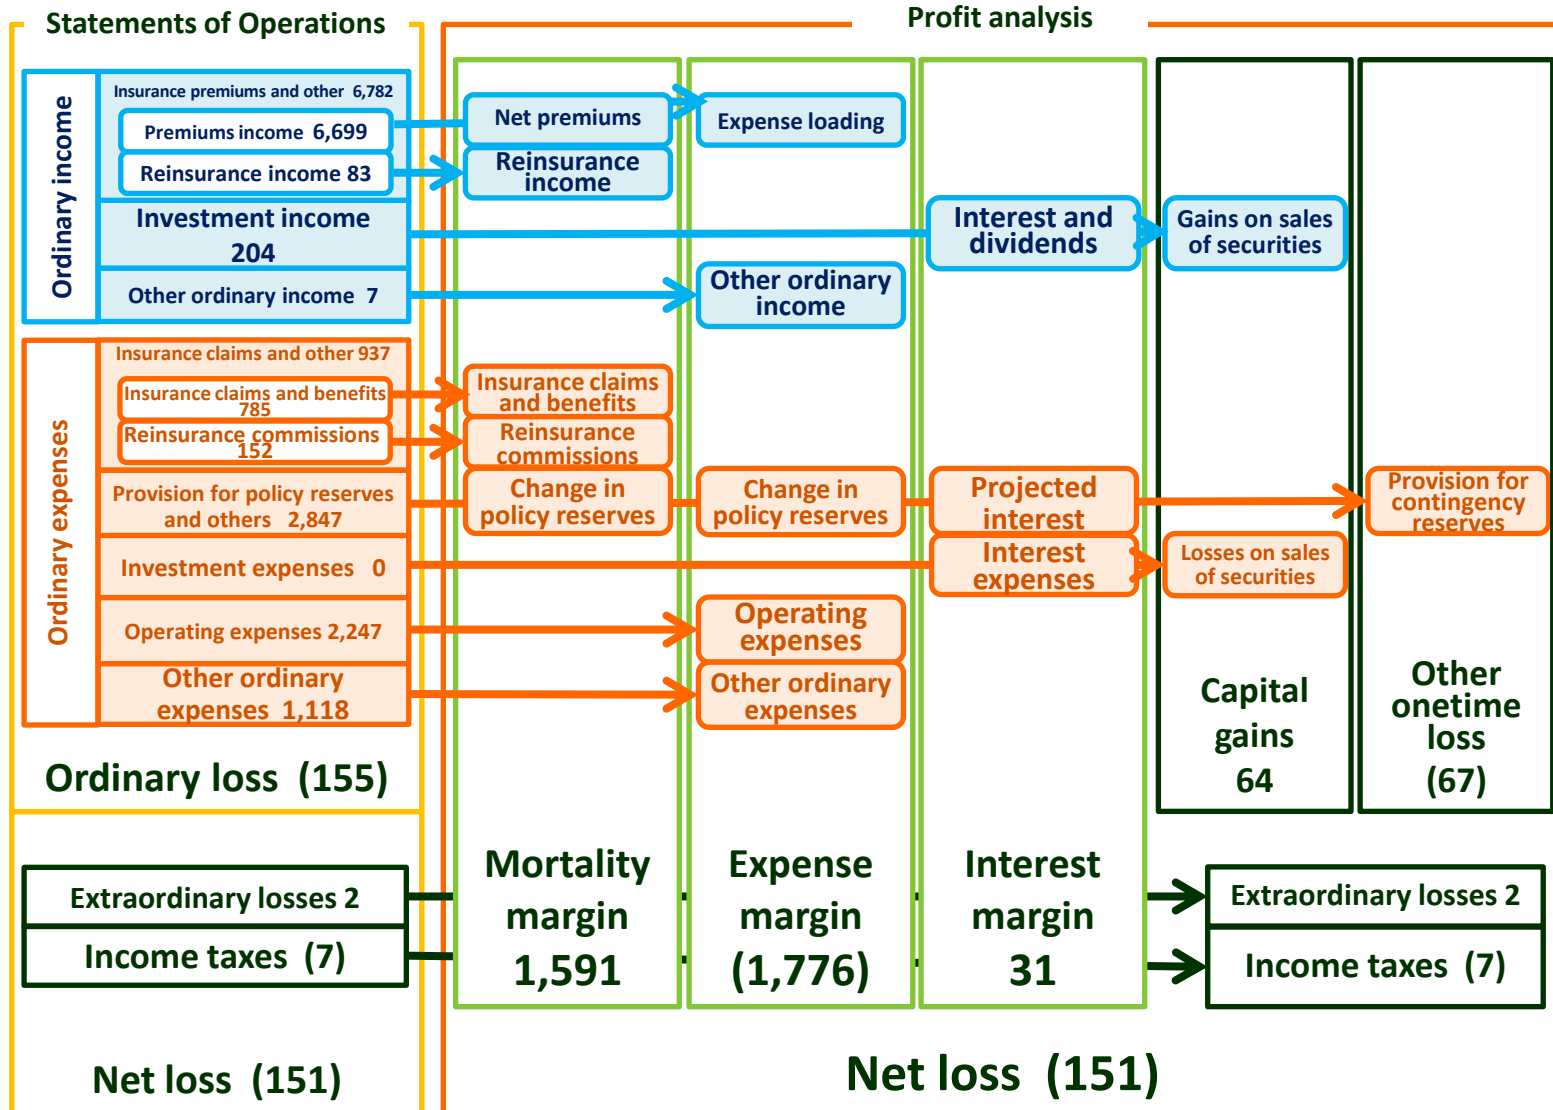 Statements of Operations
Profit analysis
Ordinary income
Insurance premiums and other 6,782
Premiums income 6,699
Reinsurance income 83
Investment income
204
Other ordinary income 7
Ordinary expenses
Insurance claims and other 937
Insurance claims and benefits
785
Reinsurance commissions
152
Provision for policy reserves
and others 2,847
Investment expenses 0
Operating expenses 2,247
Other ordinary
expenses 1,118
Ordinary loss (155)
Extraordinary losses 2
Income taxes (7)
Net loss (151)
Net premiums
Reinsurance
income
Insurance claims
and benefits
Reinsurance
commissions
Change in
policy reserves
Mortality
margin
1,591
Expense loading
Other ordinary
income
Change in
policy reserves
Operating
expenses
Other ordinary
expenses
Expense
margin
(1,776)
Interest and
dividends
Projected
interest
Interest
expenses
Interest
margin
31
Gains on sales
of securities
Losses on sales
of securities
Capital
gains
64
Provision for
contingency
reserves
Other
onetime
loss
(67)
Extraordinary losses 2
Income taxes (7)
Net loss (151)